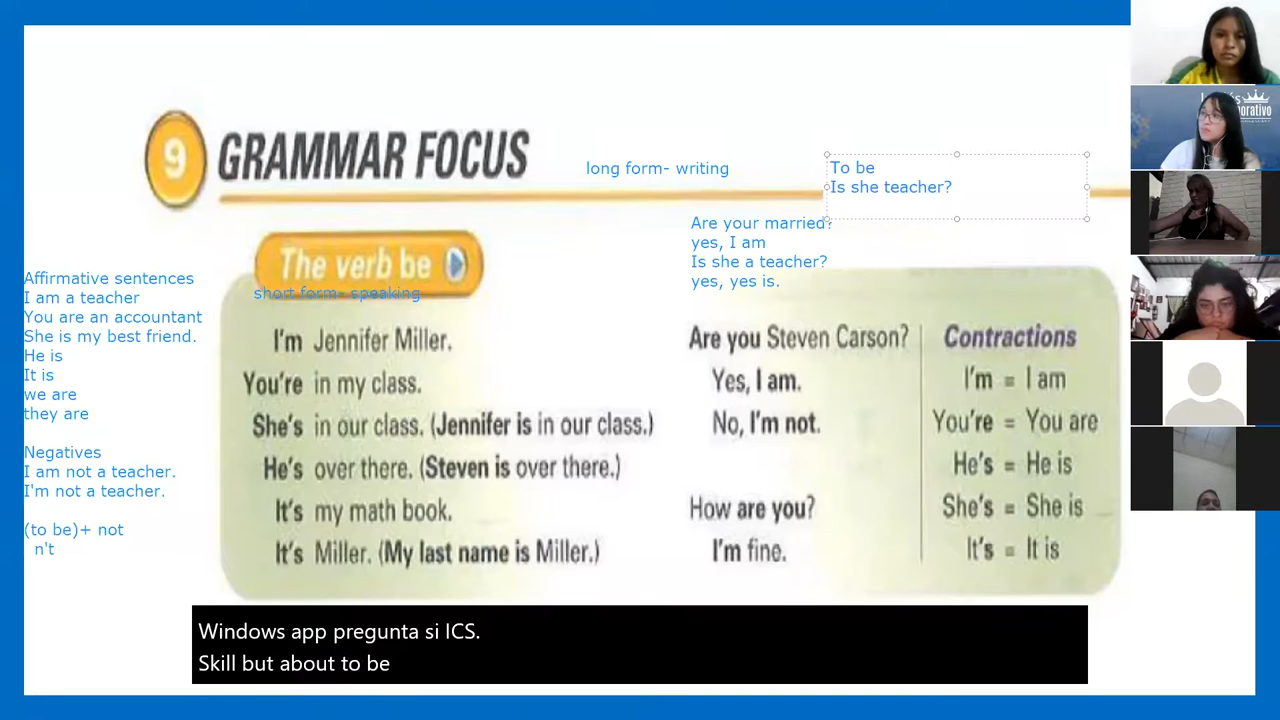 9 GRAMMAR FOCUS
long form- writing
To be
Is she teacher?
Are your married?
yes, I am
Is she a teacher?
yes, yes is.
The verb be
short form- speaking
Affirmative sentences
I am a teacher
You are an accountant
She is my best friend.
He is
It is
we are
they are
Negatives
I am not a teacher.
I'm not a teacher.
(to be)+ not
n't
I'm Jennifer Miller.
You're in my class.
She's in our class. (Jennifer is in our class.)
He's over there. (Steven is over there.)
It's my math book.
It's Miller. (My last name is Miller.)
Are you Steven Carson?
Yes, I am.
No, I'm not.
How are you?
I'm fine.
Contractions
I'm = I am
You're = You are
He's = He is
She's = She is
It's = It is
Windows app pregunta si ICS.
Skill but about to be